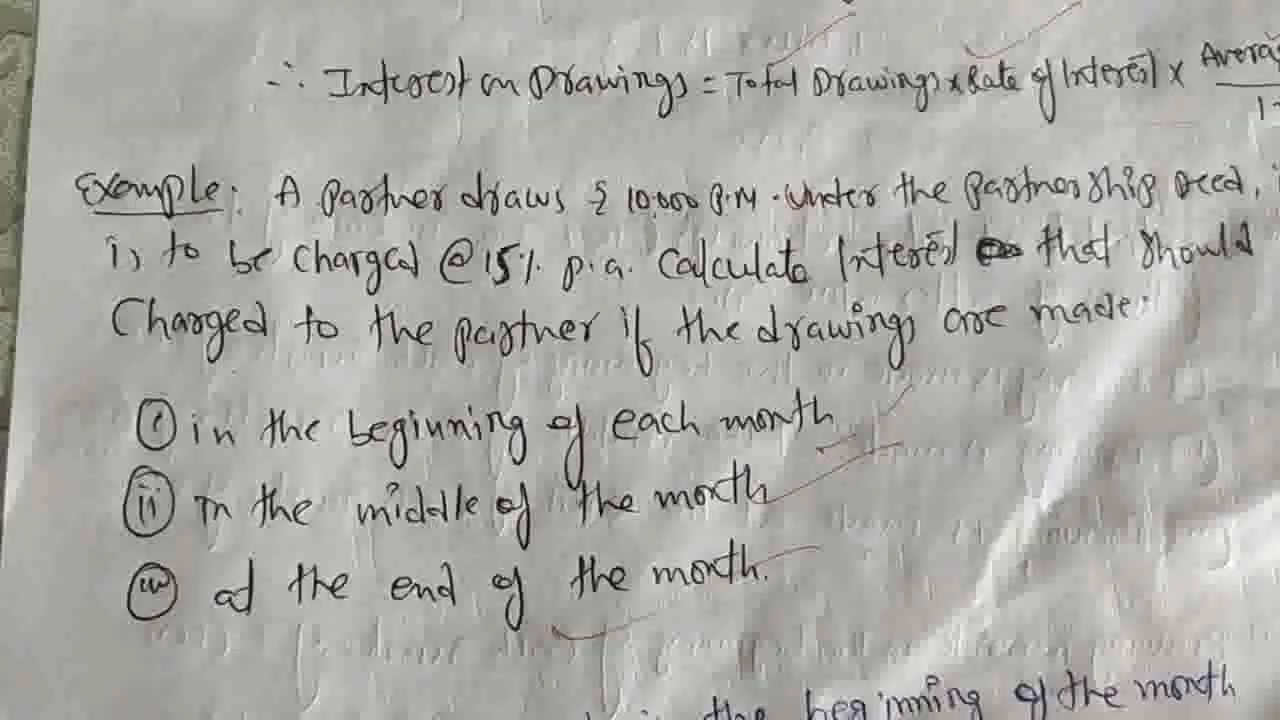 ∴ Interest on Drawings = Total Drawings x Rate of Interest x Avera
Example: A partner draws ₹ 10,000 P.M. Under the partnership Deed, i
is to be charged @ 15% p.a. Calculate Interest that should
Charged to the partner if the drawings are made:
(i) in the beginning of each month
(ii) In the middle of the month
(iii) at the end of the month.
the beginning of the month